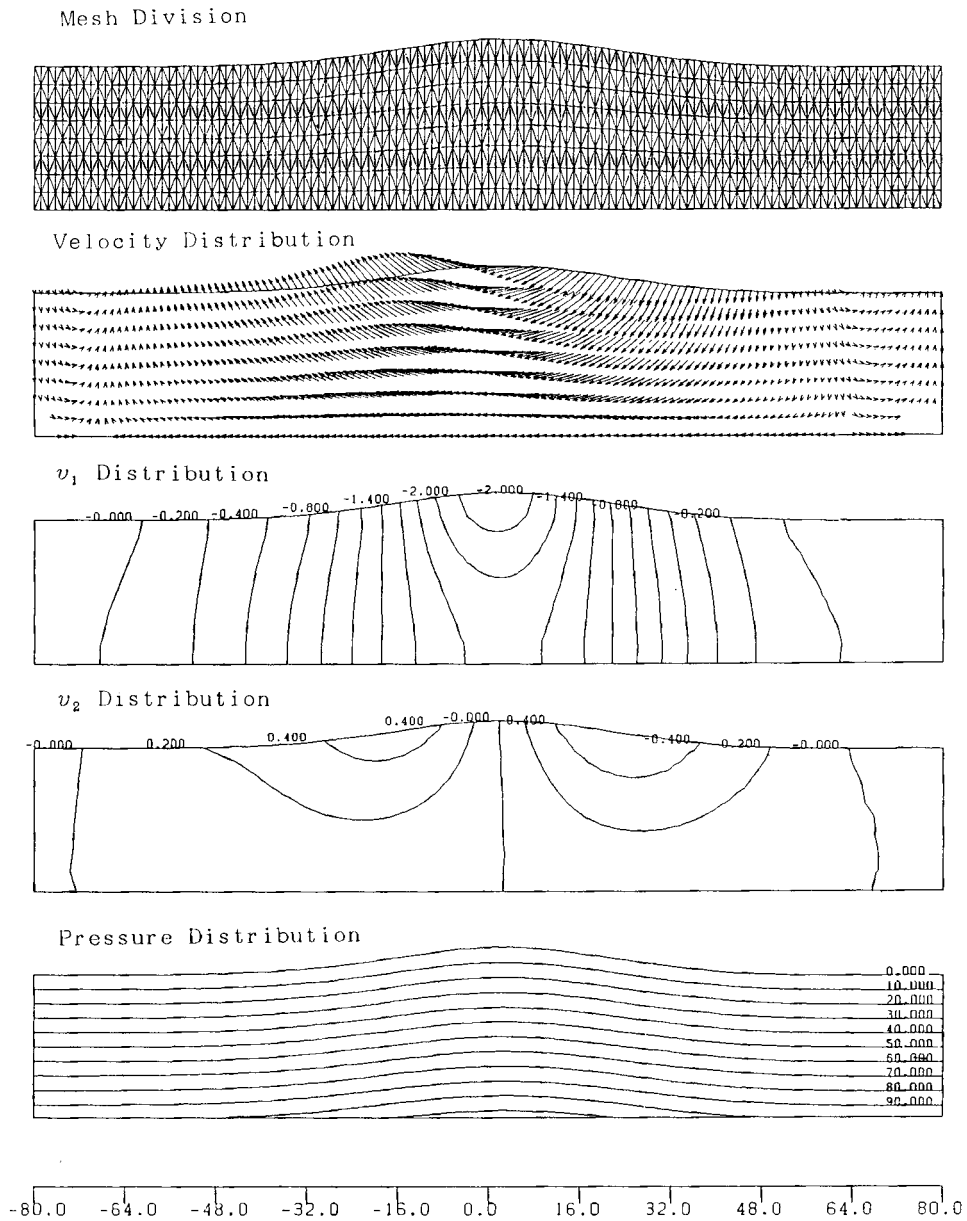 Mesh Division
Velocity Distribution
v₁ Distribution
-0.000 -0.200 -0.400 -0.800 -1.400 -2.000 -2.000 -1.400 -0.800 -0.200
v₂ Distribution
-0.000 0.200 0.400 0.400 -0.000 0.400 -0.400 0.200 -0.000
Pressure Distribution
0.000
10.000
20.000
30.000
40.000
50.000
60.000
70.000
80.000
90.000
-80.0 -64.0 -48.0 -32.0 -16.0 0.0 16.0 32.0 48.0 64.0 80.0